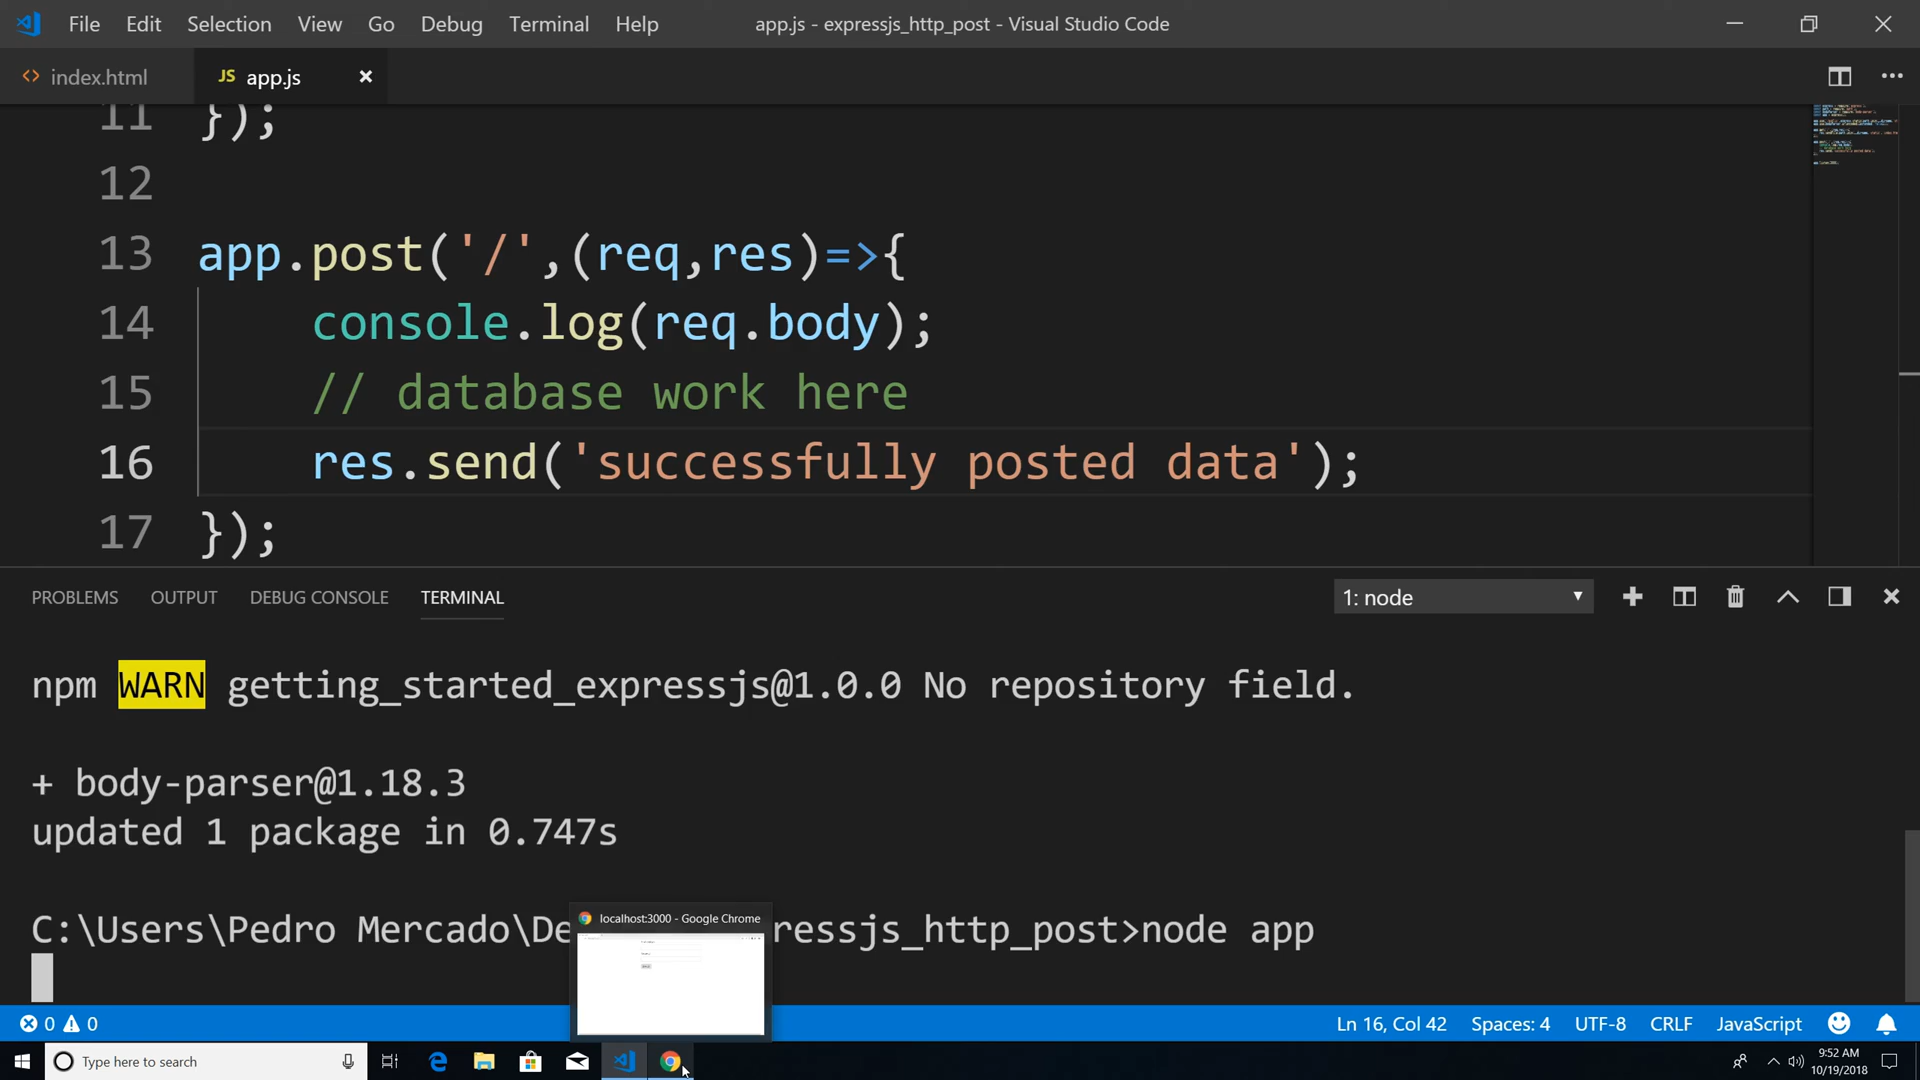 File Edit Selection View Go Debug Terminal Help app.js - expressjs_http_post - Visual Studio Code
<> index.html JS app.js
11 });
12
13 app.post('/',(req,res)=>{
14 console.log(req.body);
15 // database work here
16 res.send('successfully posted data');
17 });
PROBLEMS OUTPUT DEBUG CONSOLE TERMINAL 1: node
npm WARN getting_started_expressjs@1.0.0 No repository field.
+ body-parser@1.18.3
updated 1 package in 0.747s
localhost:3000 - Google Chrome
C:\Users\Pedro Mercado\De ressjs_http_post>node app
0 0 Ln 16, Col 42 Spaces: 4 UTF-8 CRLF JavaScript
Type here to search
9:52 AM
10/19/2018